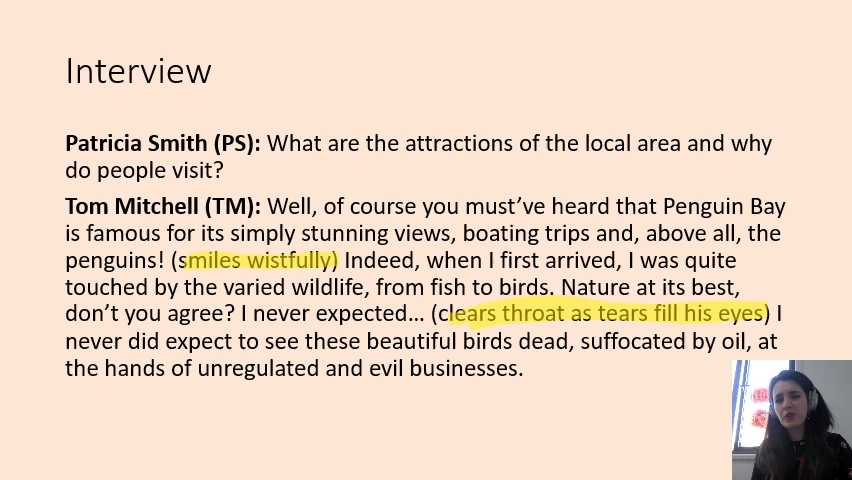 Interview
Patricia Smith (PS): What are the attractions of the local area and why
do people visit?
Tom Mitchell (TM): Well, of course you must’ve heard that Penguin Bay
is famous for its simply stunning views, boating trips and, above all, the
penguins! (smiles wistfully) Indeed, when I first arrived, I was quite
touched by the varied wildlife, from fish to birds. Nature at its best,
don’t you agree? I never expected… (clears throat as tears fill his eyes) I
never did expect to see these beautiful birds dead, suffocated by oil, at
the hands of unregulated and evil businesses.